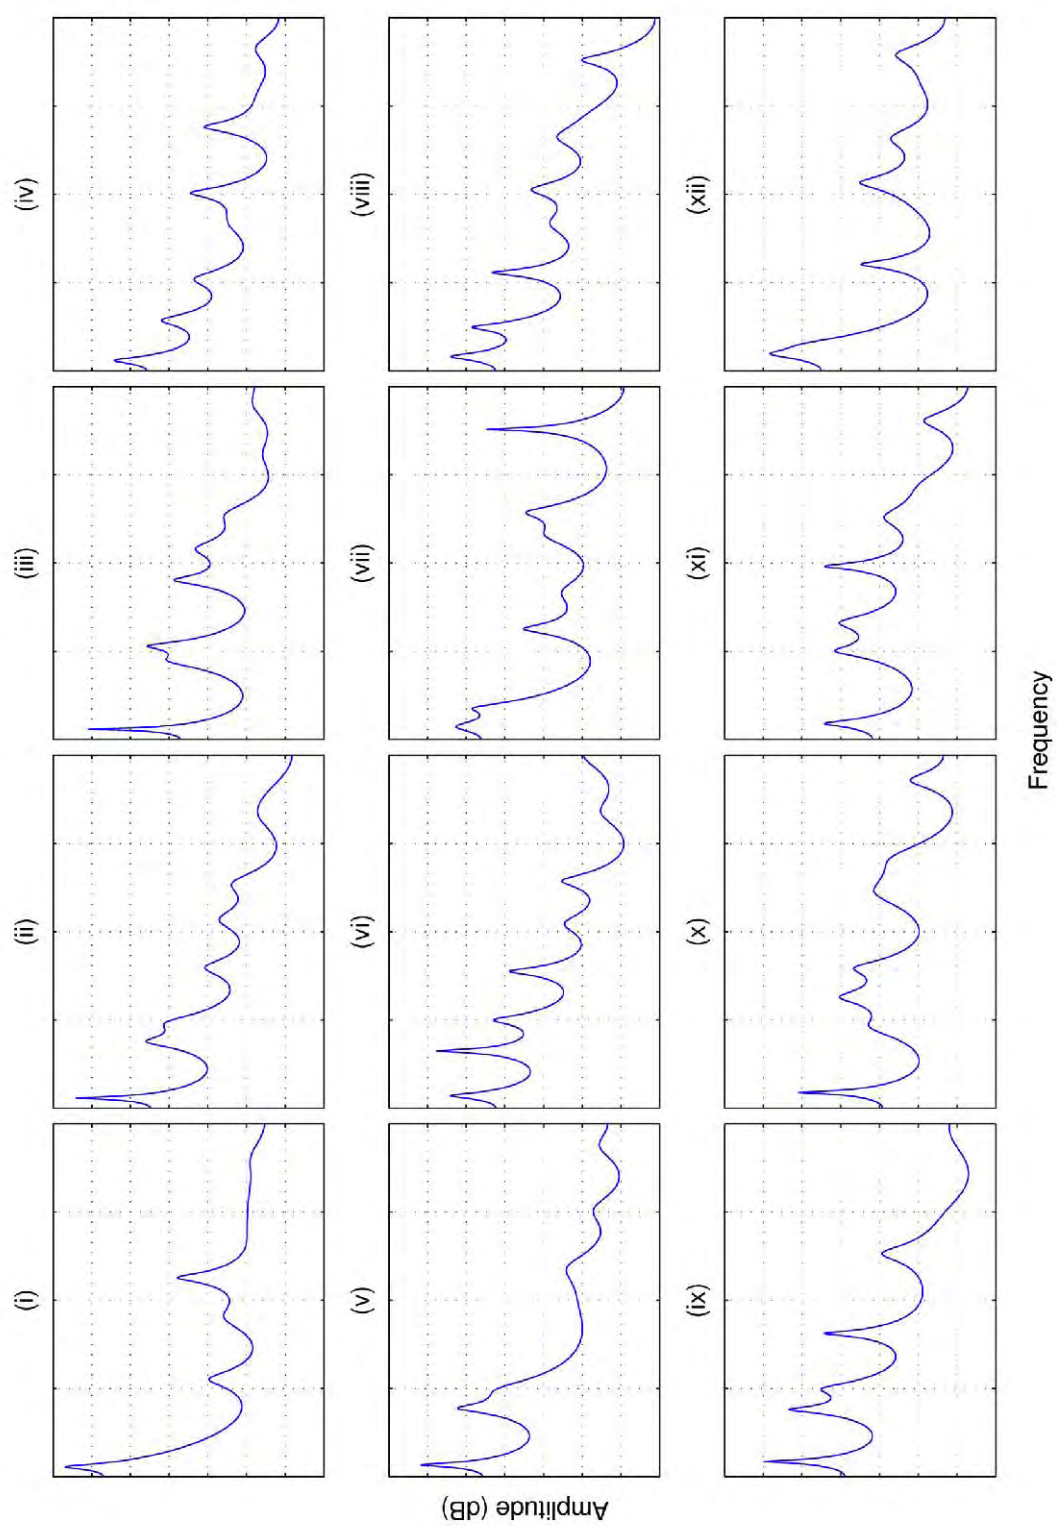 (i)
(ii)
(iii)
(iv)
(v)
(vi)
(vii)
(viii)
(ix)
(x)
(xi)
(xii)
Amplitude (dB)
Frequency